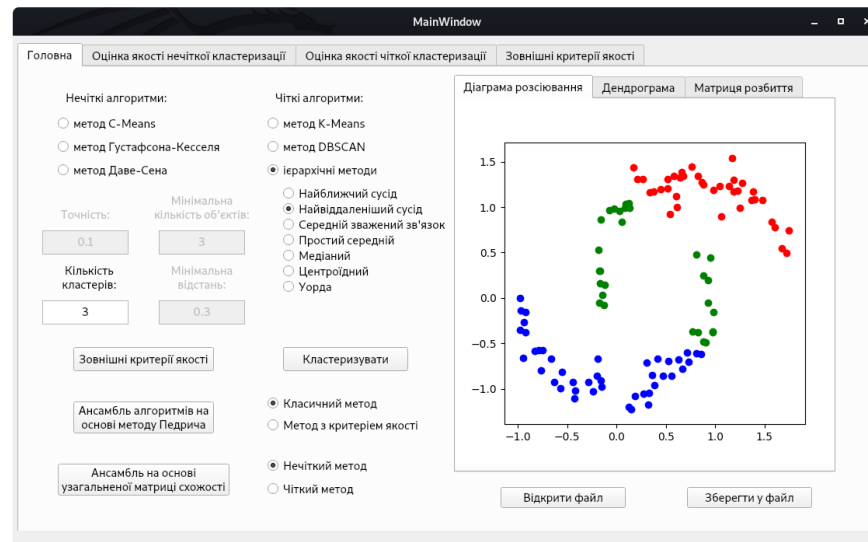 MainWindow
Головна
Оцінка якості нечіткої кластеризації
Оцінка якості чіткої кластеризації
Зовнішні критерії якості
Нечіткі алгоритми:
метод C-Means
метод Густафсона-Кесселя
метод Даве-Сена
Точність:
Мінімальна
кількість об'єктів:
0.1
3
Кількість
кластерів:
Мінімальна
відстань:
3
0.3
Чіткі алгоритми:
метод K-Means
метод DBSCAN
ієрархічні методи
Найближчий сусід
Найвіддаленіший сусід
Середній зважений зв'язок
Простий середній
Медіаний
Центроїдний
Уорда
Зовнішні критерії якості
Кластеризувати
Ансамбль алгоритмів на
основі методу Педрича
Класичний метод
Метод з критерієм якості
Ансамбль на основі
узагальненої матриці схожості
Нечіткий метод
Чіткий метод
Діаграма розсіювання
Дендрограма
Матриця розбиття
1.5
1.0
0.5
0.0
−0.5
−1.0
−1.0 −0.5 0.0 0.5 1.0 1.5
Відкрити файл
Зберегти у файл